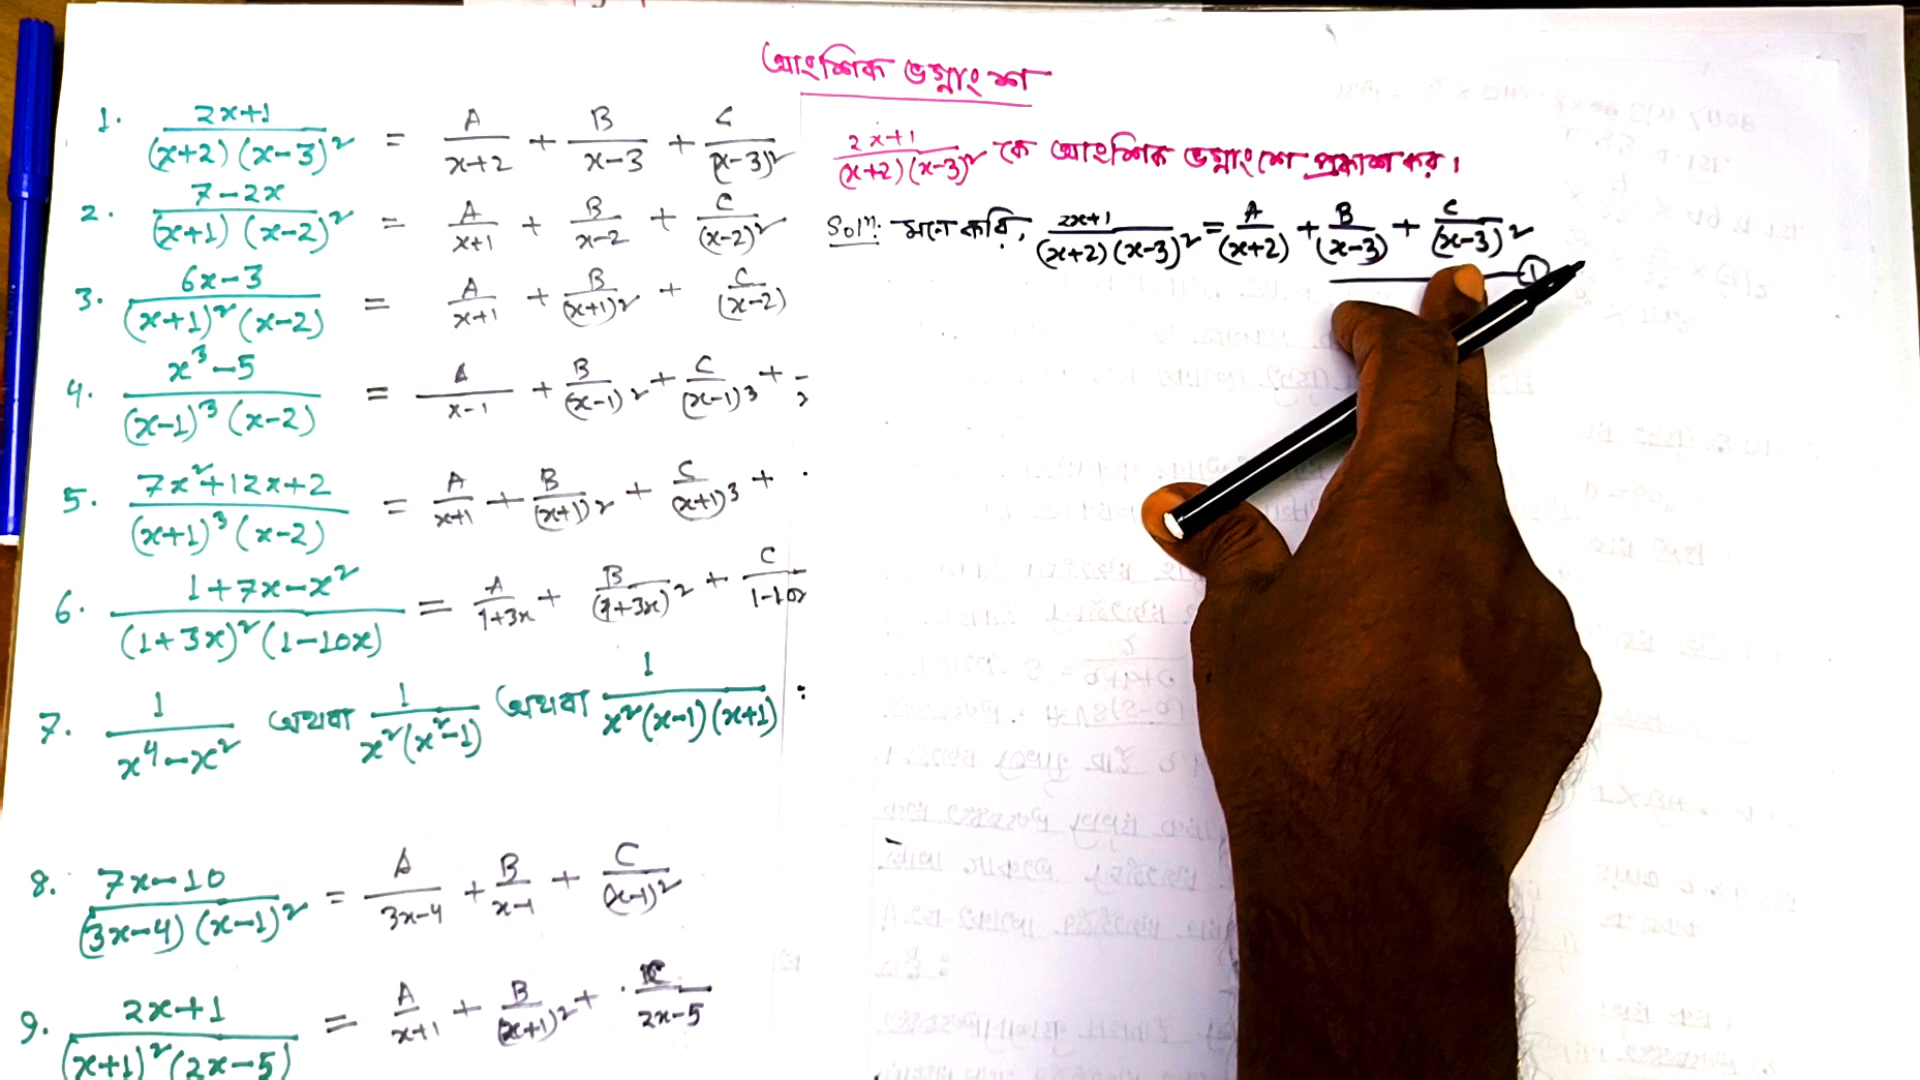 আংশিক ভগ্নাংশ
1. (2x+1)/((x+2)(x-3)²) = A/(x+2) + B/(x-3) + C/(x-3)²
2. (7-2x)/((x+1)(x-2)²) = A/(x+1) + B/(x-2) + C/(x-2)²
3. (6x-3)/((x+1)²(x-2)) = A/(x+1) + B/(x+1)² + C/(x-2)
4. (x³-5)/((x-1)³(x-2)) = A/(x-1) + B/(x-1)² + C/(x-1)³ +
5. (7x²+12x+2)/((x+1)³(x-2)) = A/(x+1) + B/(x+1)² + C/(x+1)³ +
6. (1+7x-x²)/((1+3x)²(1-10x)) = A/(1+3x) + B/(1+3x)² + C/(1-10x
7. 1/(x⁴-x²) অথবা 1/(x²(x²-1)) অথবা 1/(x²(x-1)(x+1))
8. (7x-10)/((3x-4)(x-1)²) = A/(3x-4) + B/(x-1) + C/(x-1)²
9. (2x+1)/((x+1)²(2x-5)) = A/(x+1) + B/(x+1)² + C/(2x-5)
(2x+1)/((x+2)(x-3)²) কে আংশিক ভগ্নাংশে প্রকাশ কর।
Solⁿ: মনে করি, (2x+1)/((x+2)(x-3)²) = A/(x+2) + B/(x-3) + C/(x-3)²
①